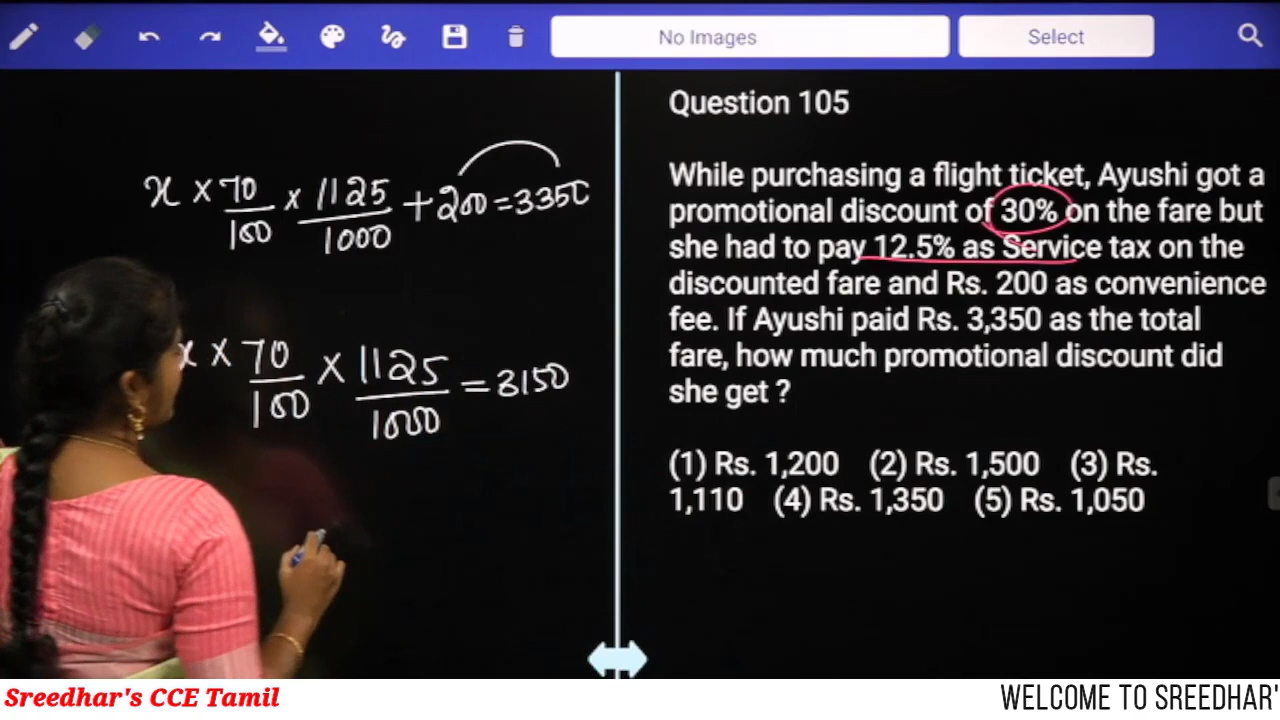 No Images
Select
x × 70/100 × 1125/1000 + 200 = 3350
x × 70/100 × 1125/1000 = 3150
Question 105
While purchasing a flight ticket, Ayushi got a
promotional discount of 30% on the fare but
she had to pay 12.5% as Service tax on the
discounted fare and Rs. 200 as convenience
fee. If Ayushi paid Rs. 3,350 as the total
fare, how much promotional discount did
she get ?
(1) Rs. 1,200 (2) Rs. 1,500 (3) Rs.
1,110 (4) Rs. 1,350 (5) Rs. 1,050
Sreedhar's CCE Tamil
WELCOME TO SREEDHAR'